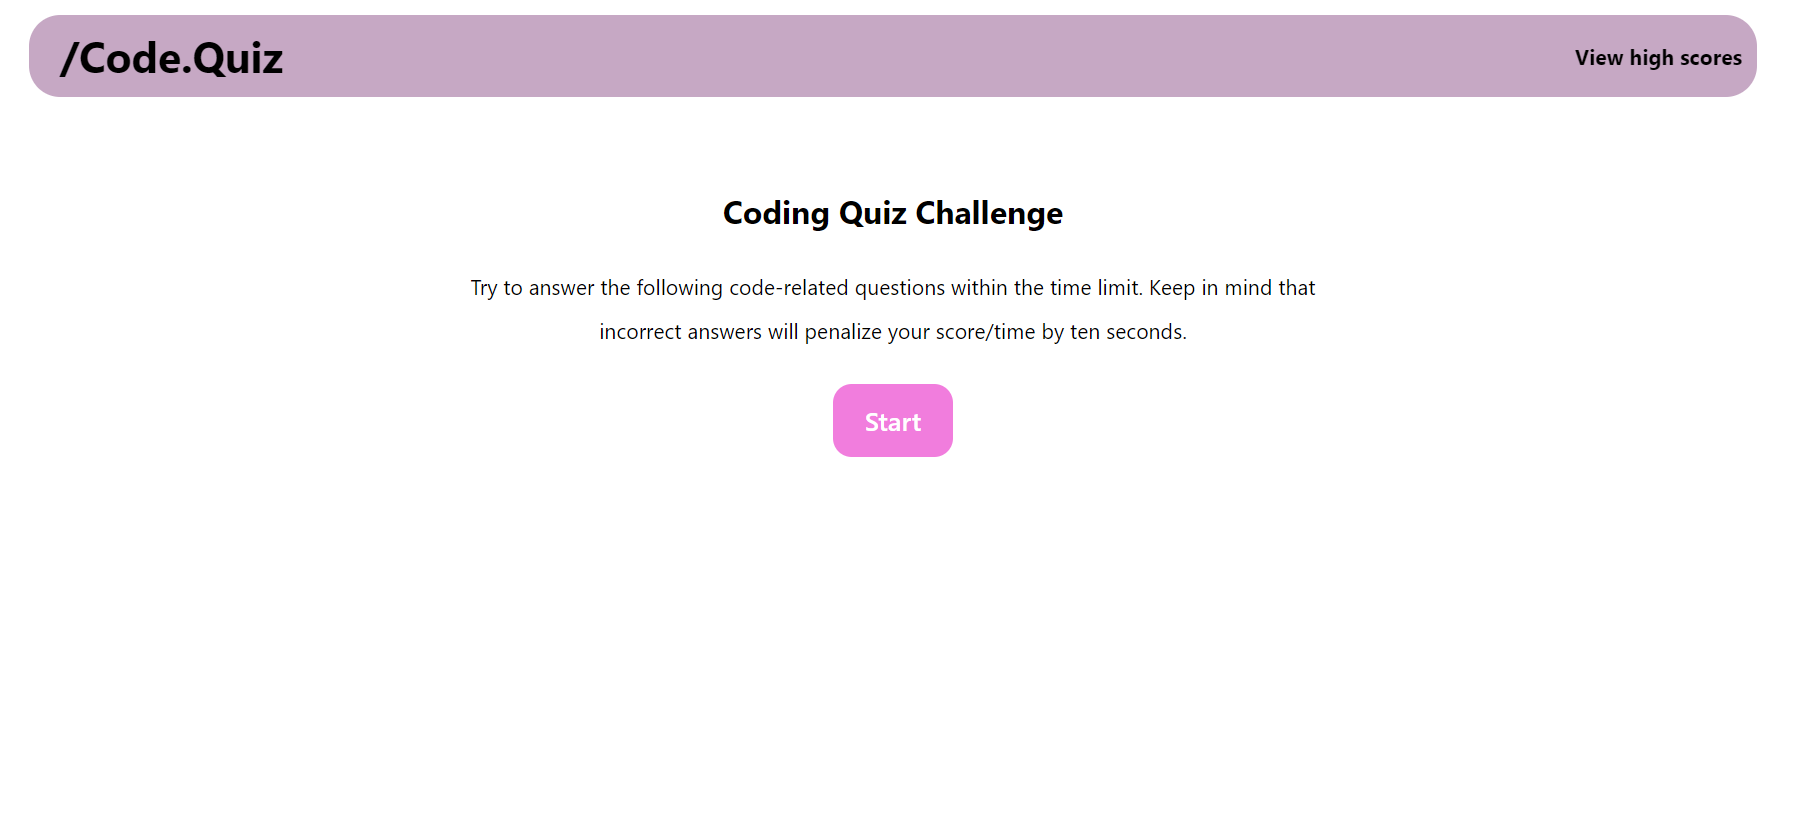 /Code.Quiz
View high scores
Coding Quiz Challenge
Try to answer the following code-related questions within the time limit. Keep in mind that
incorrect answers will penalize your score/time by ten seconds.
Start